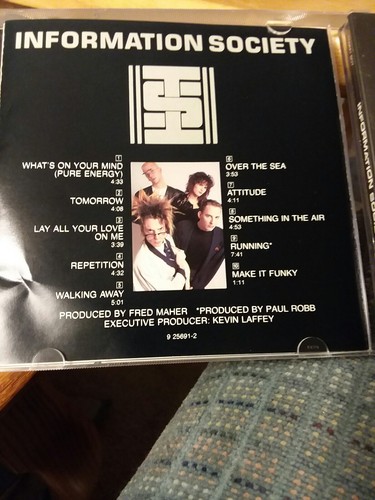 INFORMATION SOCIETY
1
WHAT'S ON YOUR MIND
(PURE ENERGY)
4:33
2
TOMORROW
4:08
3
LAY ALL YOUR LOVE
ON ME
3:39
4
REPETITION
4:32
5
WALKING AWAY
5:01
6
OVER THE SEA
3:53
7
ATTITUDE
4:11
8
SOMETHING IN THE AIR
4:53
9
RUNNING*
7:41
10
MAKE IT FUNKY
1:11
PRODUCED BY FRED MAHER *PRODUCED BY PAUL ROBB
EXECUTIVE PRODUCER: KEVIN LAFFEY
9 25691-2
INFORMATION